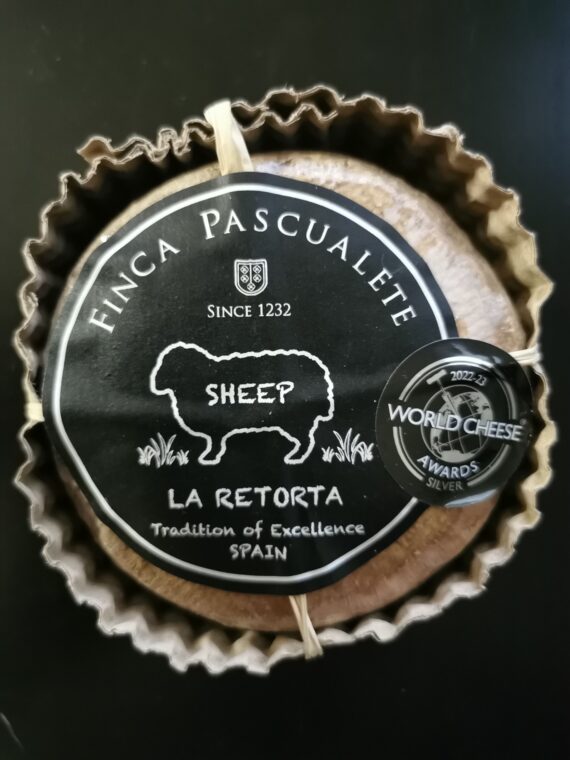 FINCA PASCUALETE
SINCE 1232
SHEEP
LA RETORTA
Tradition of Excellence
SPAIN
2022-23
WORLD CHEESE
AWARDS
SILVER